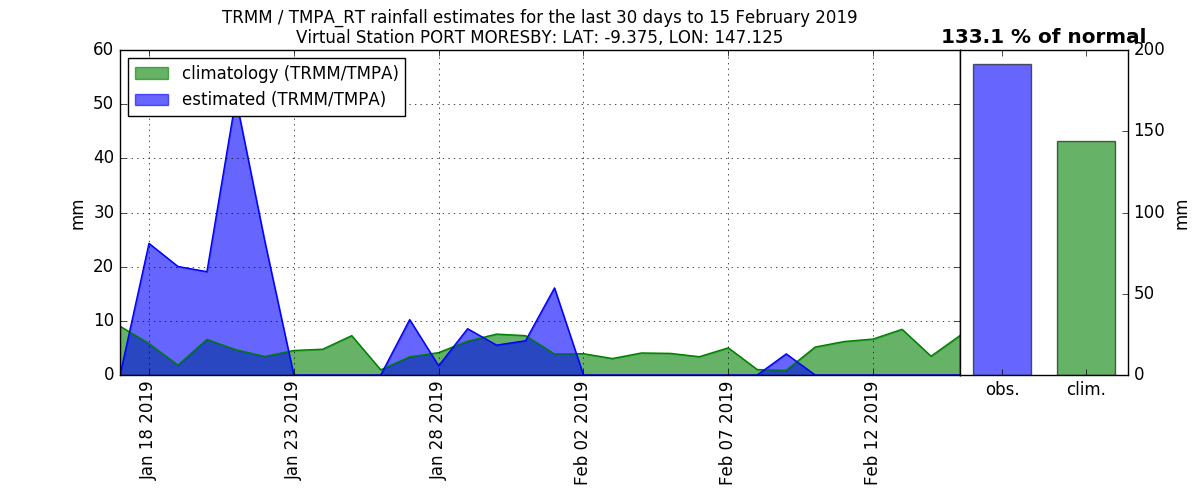 TRMM / TMPA_RT rainfall estimates for the last 30 days to 15 February 2019
Virtual Station PORT MORESBY: LAT: -9.375, LON: 147.125
133.1 % of normal
climatology (TRMM/TMPA)
estimated (TRMM/TMPA)
mm
60
50
40
30
20
10
0
Jan 18 2019
Jan 23 2019
Jan 28 2019
Feb 02 2019
Feb 07 2019
Feb 12 2019
obs.
clim.
200
150
100
50
0
mm